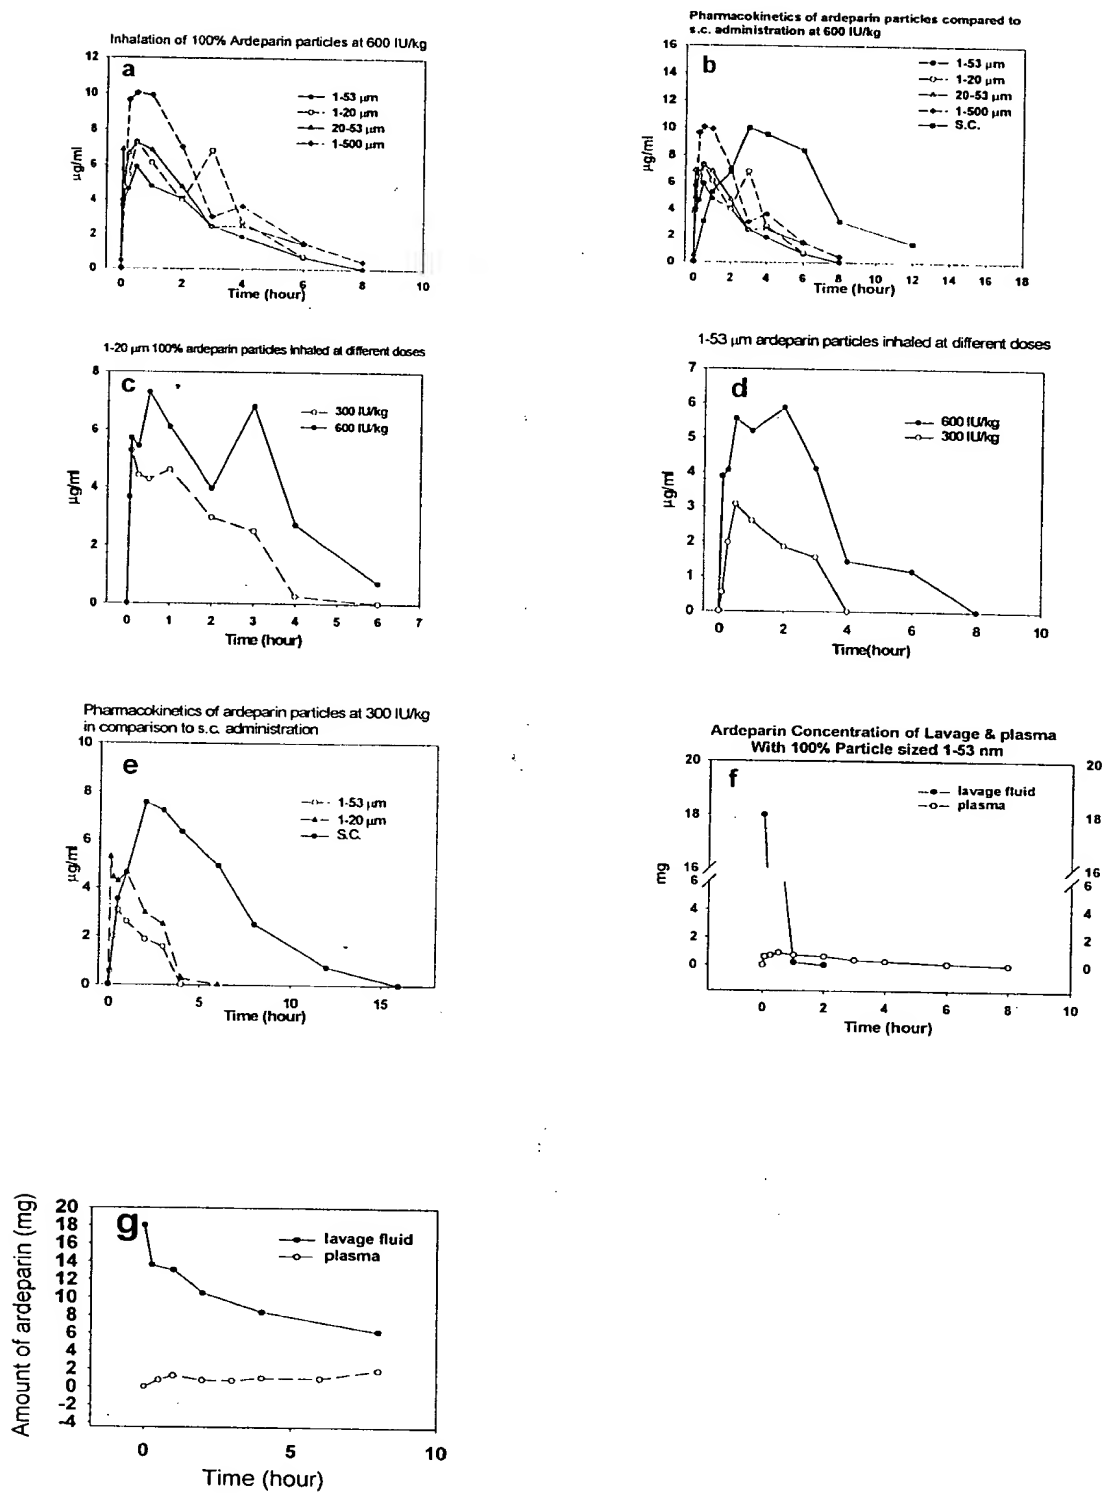 Inhalation of 100% Ardeparin particles at 600 IU/kg
a
12
10
8
6
4
2
0
µg/ml
1-53 µm
1-20 µm
20-53 µm
1-500 µm
0 2 4 6 8 10
Time (hour)
Pharmacokinetics of ardeparin particles compared to
s.c. administration at 600 IU/kg
b
16
14
12
10
8
6
4
2
0
µg/ml
1-53 µm
1-20 µm
20-53 µm
1-500 µm
S.C.
0 2 4 6 8 10 12 14 16 18
Time (hour)
1-20 µm 100% ardeparin particles inhaled at different doses
c
8
6
4
2
0
µg/ml
300 IU/kg
600 IU/kg
0 1 2 3 4 5 6 7
Time (hour)
1-53 µm ardeparin particles inhaled at different doses
d
7
6
5
4
3
2
1
0
µg/ml
600 IU/kg
300 IU/kg
0 2 4 6 8 10
Time(hour)
Pharmacokinetics of ardeparin particles at 300 IU/kg
in comparison to s.c. administration
e
10
8
6
4
2
0
µg/ml
1-53 µm
1-20 µm
S.C.
0 5 10 15
Time (hour)
Ardeparin Concentration of Lavage & plasma
With 100% Particle sized 1-53 nm
f
20
18
16
6
4
2
0
mg
lavage fluid
plasma
20
18
16
6
4
2
0
0 2 4 6 8 10
Time (hour)
g
20
18
16
14
12
10
8
6
4
2
0
-2
-4
Amount of ardeparin (mg)
lavage fluid
plasma
0 5 10
Time (hour)